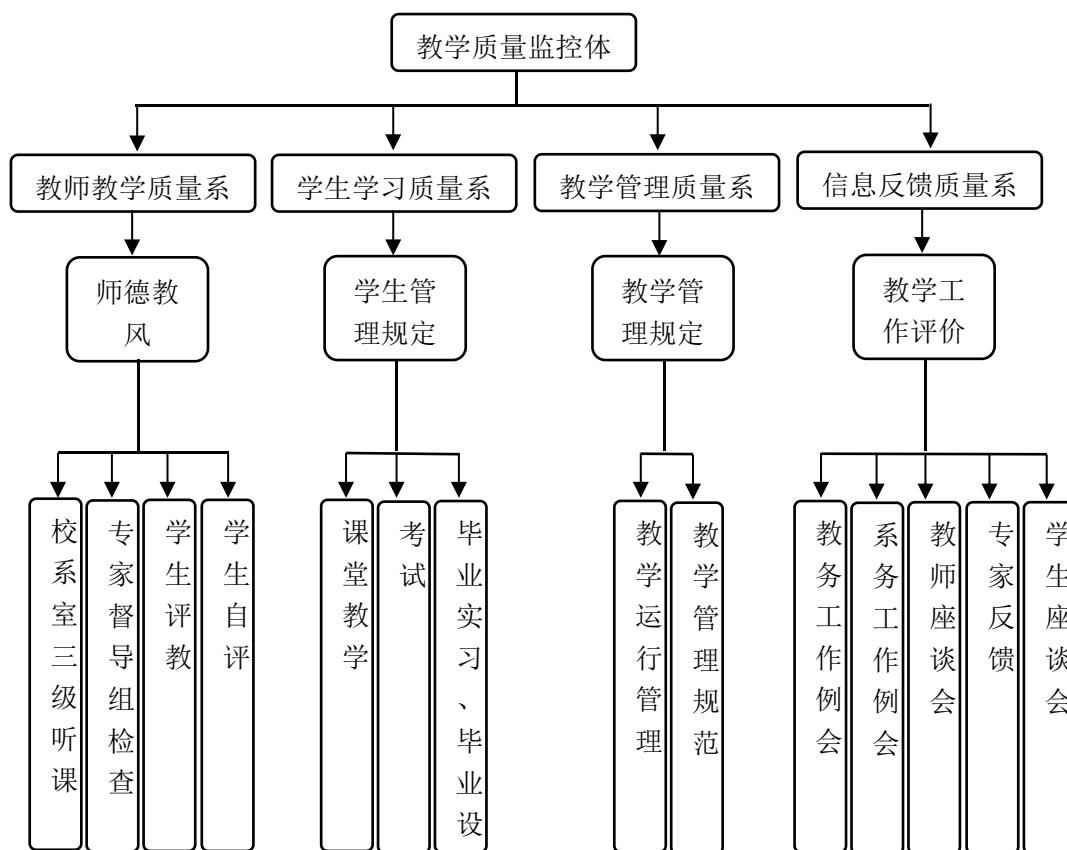 教学质量监控体
教师教学质量系
学生学习质量系
教学管理质量系
信息反馈质量系
师德教
风
学生管
理规定
教学管
理规定
教学工
作评价
校系室三级听课
专家督导组检查
学生评教
学生自评
课堂教学
考试
毕业实习、毕业设
教学运行管理
教学管理规范
教务工作例会
系务工作例会
教师座谈会
专家反馈
学生座谈会